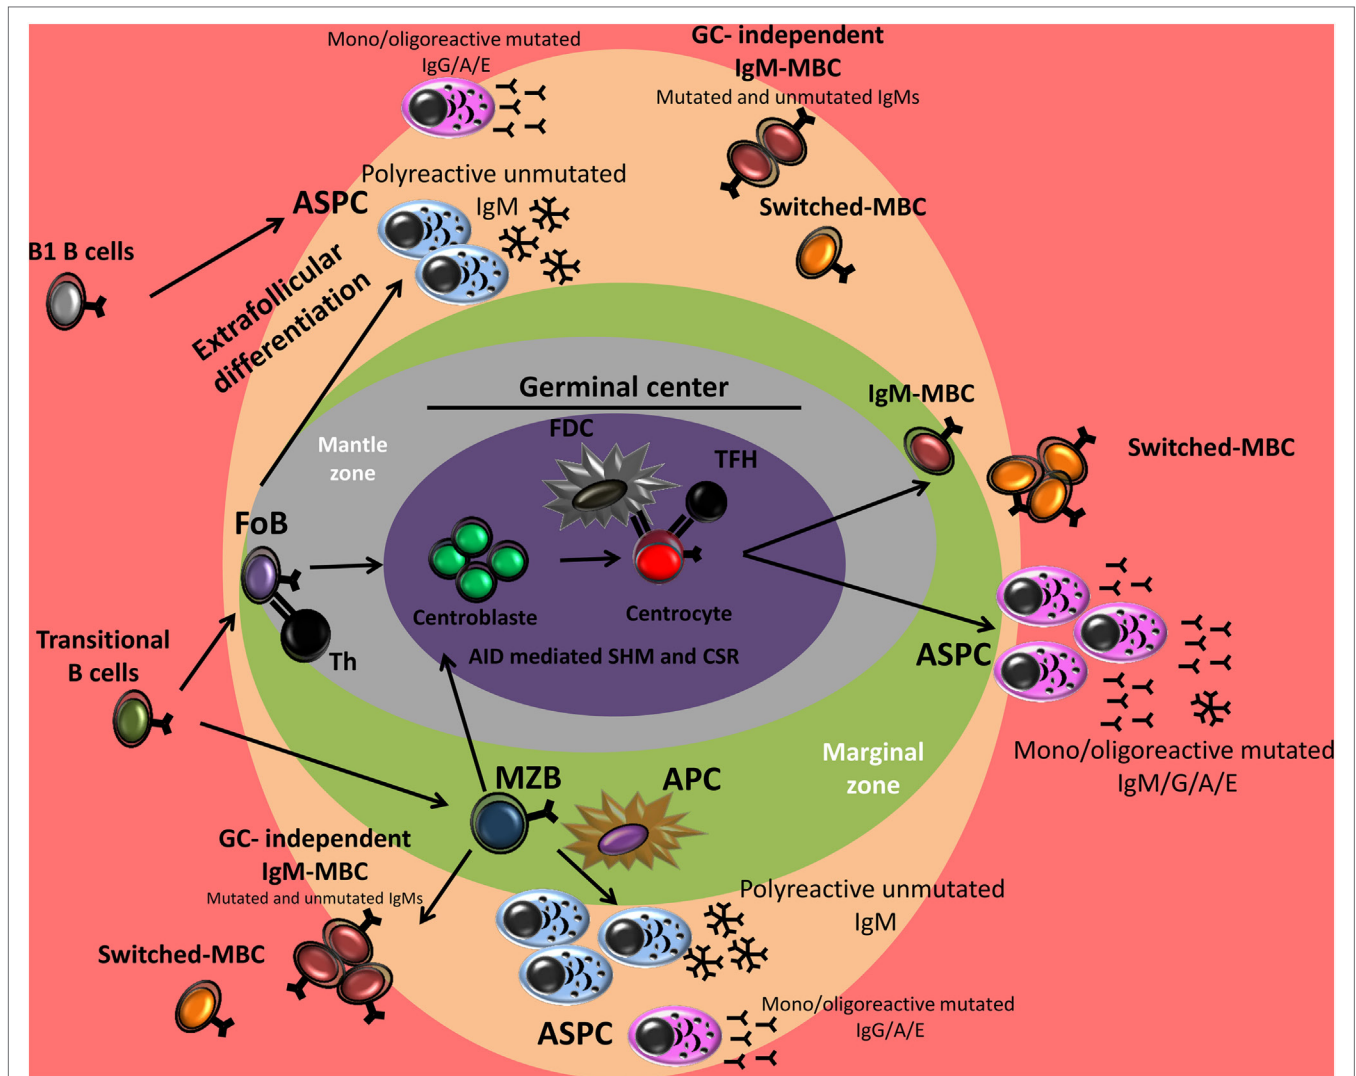 Mono/oligoreactive mutated
IgG/A/E
GC- independent
IgM-MBC
Mutated and unmutated IgMs
Polyreactive unmutated
IgM
ASPC
Switched-MBC
B1 B cells
Extrafollicular
differentiation
Germinal center
IgM-MBC
FDC
Mantle
zone
TFH
Switched-MBC
FoB
Centroblaste
Centrocyte
Transitional
B cells
Th
AID mediated SHM and CSR
ASPC
Mono/oligoreactive mutated
IgM/G/A/E
Marginal
zone
MZB
APC
GC- independent
IgM-MBC
Mutated and unmutated IgMs
Polyreactive unmutated
IgM
Switched-MBC
Mono/oligoreactive mutated
IgG/A/E
ASPC